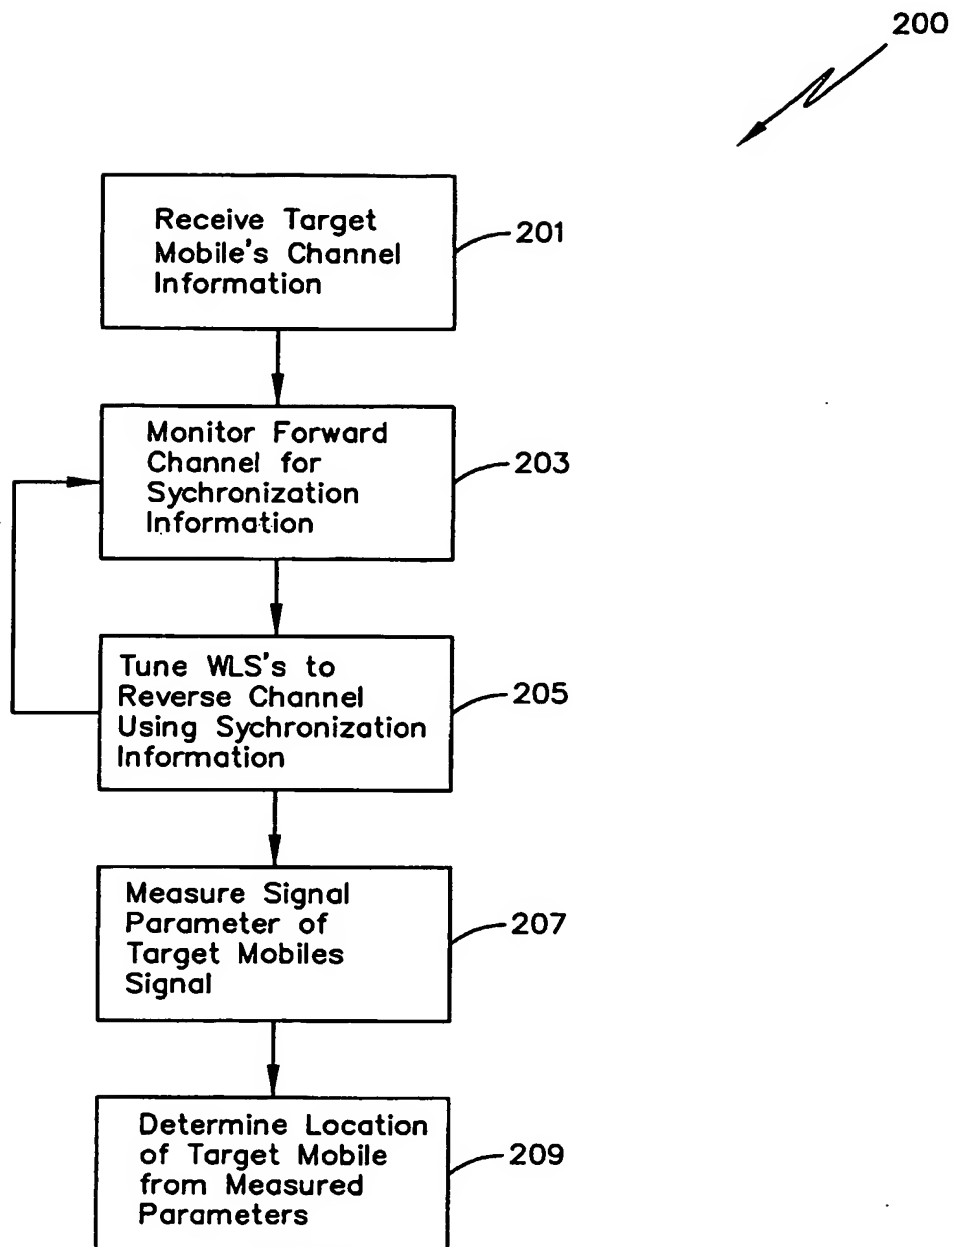 200
Receive Target
Mobile's Channel
Information
201
Monitor Forward
Channel for
Sychronization
Information
203
Tune WLS's to
Reverse Channel
Using Sychronization
Information
205
Measure Signal
Parameter of
Target Mobiles
Signal
207
Determine Location
of Target Mobile
from Measured
Parameters
209